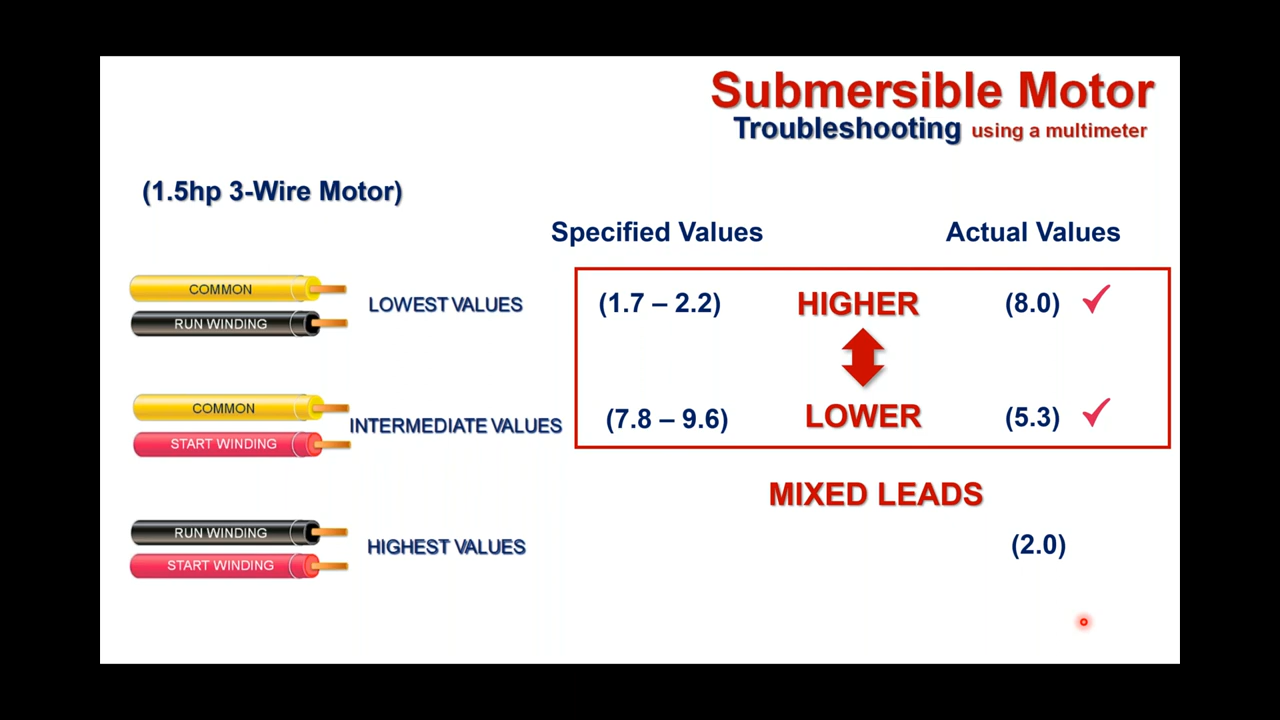 Submersible Motor
Troubleshooting using a multimeter
(1.5hp 3-Wire Motor)
Specified Values
Actual Values
COMMON
RUN WINDING
LOWEST VALUES
(1.7 – 2.2)
HIGHER
(8.0)
COMMON
START WINDING
INTERMEDIATE VALUES
(7.8 – 9.6)
LOWER
(5.3)
MIXED LEADS
RUN WINDING
START WINDING
HIGHEST VALUES
(2.0)